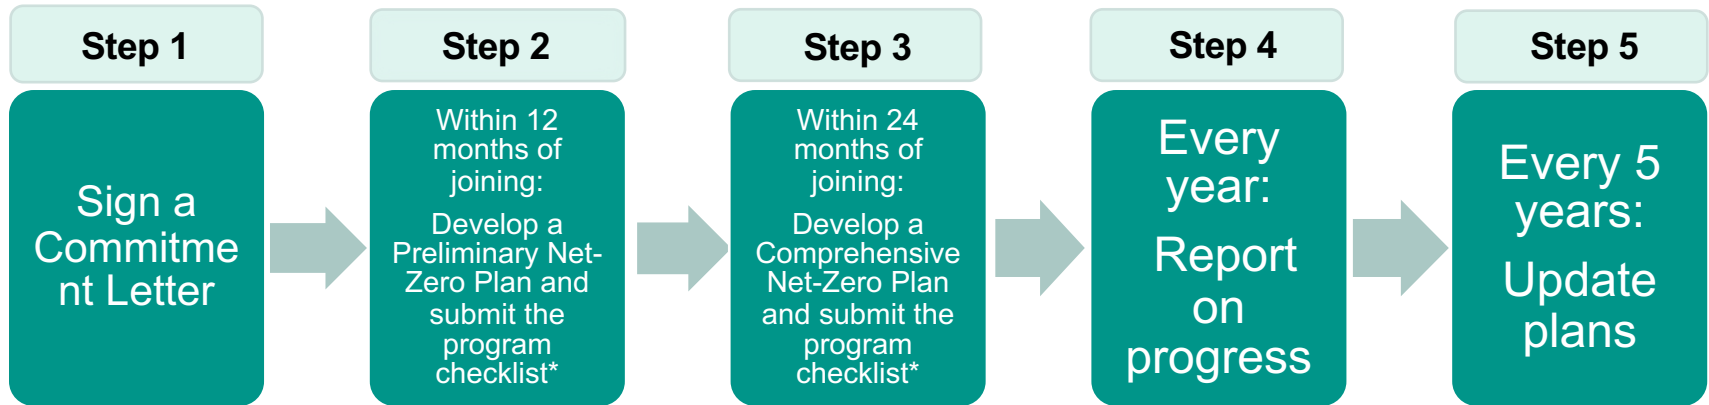 Step 1
Sign a
Commitme
nt Letter
Step 2
Within 12
months of
joining:
Develop a
Preliminary Net-
Zero Plan and
submit the
program
checklist*
Step 3
Within 24
months of
joining:
Develop a
Comprehensive
Net-Zero Plan
and submit the
program
checklist*
Step 4
Every
year:
Report
on
progress
Step 5
Every 5
years:
Update
plans